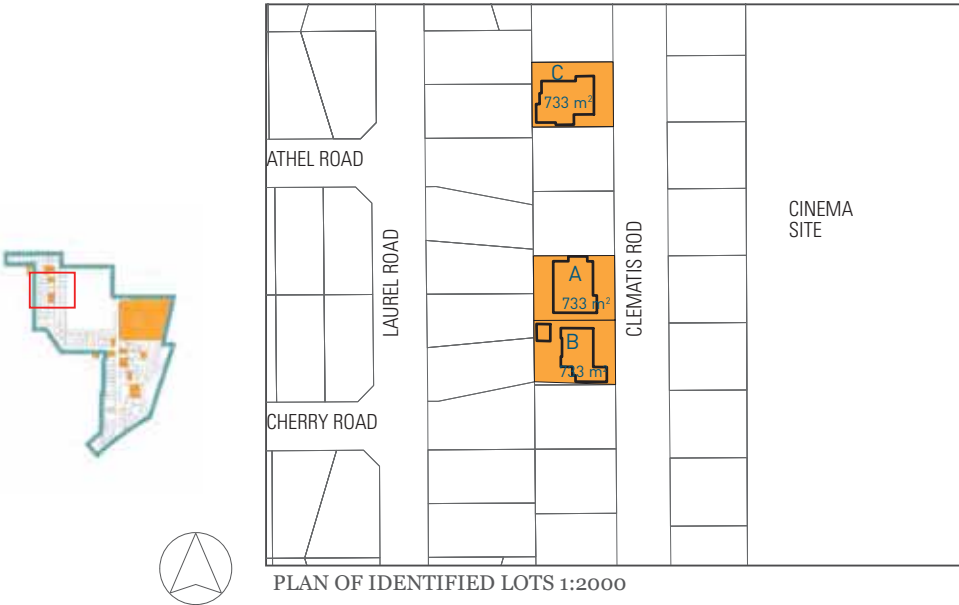 C
733 m²
ATHEL ROAD
CINEMA
SITE
LAUREL ROAD
CLEMATIS ROD
A
733 m²
B
733 m²
CHERRY ROAD
PLAN OF IDENTIFIED LOTS 1:2000